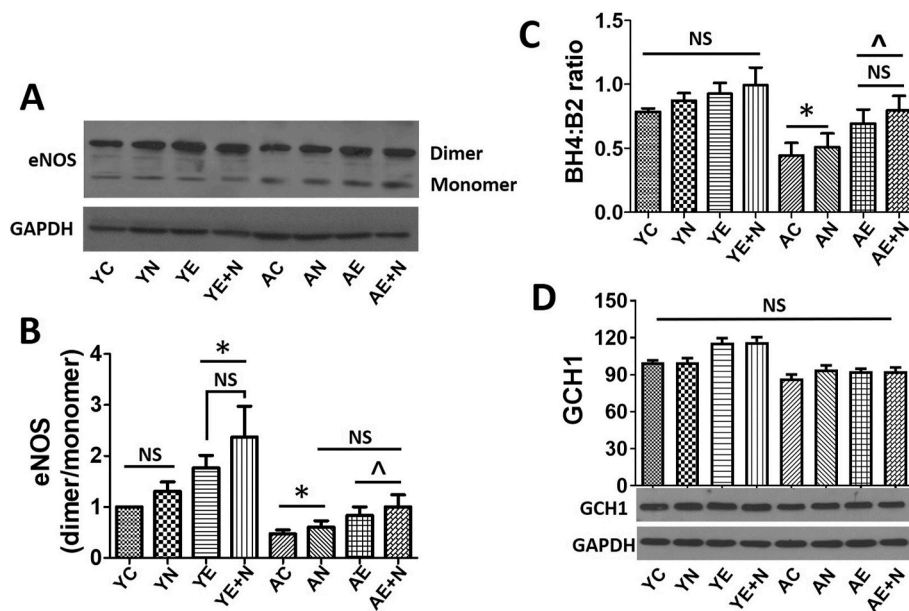 A
eNOS
Dimer
Monomer
GAPDH
YC YN YE YE+N AC AN AE AE+N
B
eNOS
(dimer/monomer)
4
3
2
1
0
NS
*
NS
*
NS
^
YC YN YE YE+N AC AN AE AE+N
C
BH4:B2 ratio
1.5
1.0
0.5
0.0
NS
*
^
NS
YC YN YE YE+N AC AN AE AE+N
D
GCH1
150
120
90
60
30
0
NS
GCH1
GAPDH
YC YN YE YE+N AC AN AE AE+N